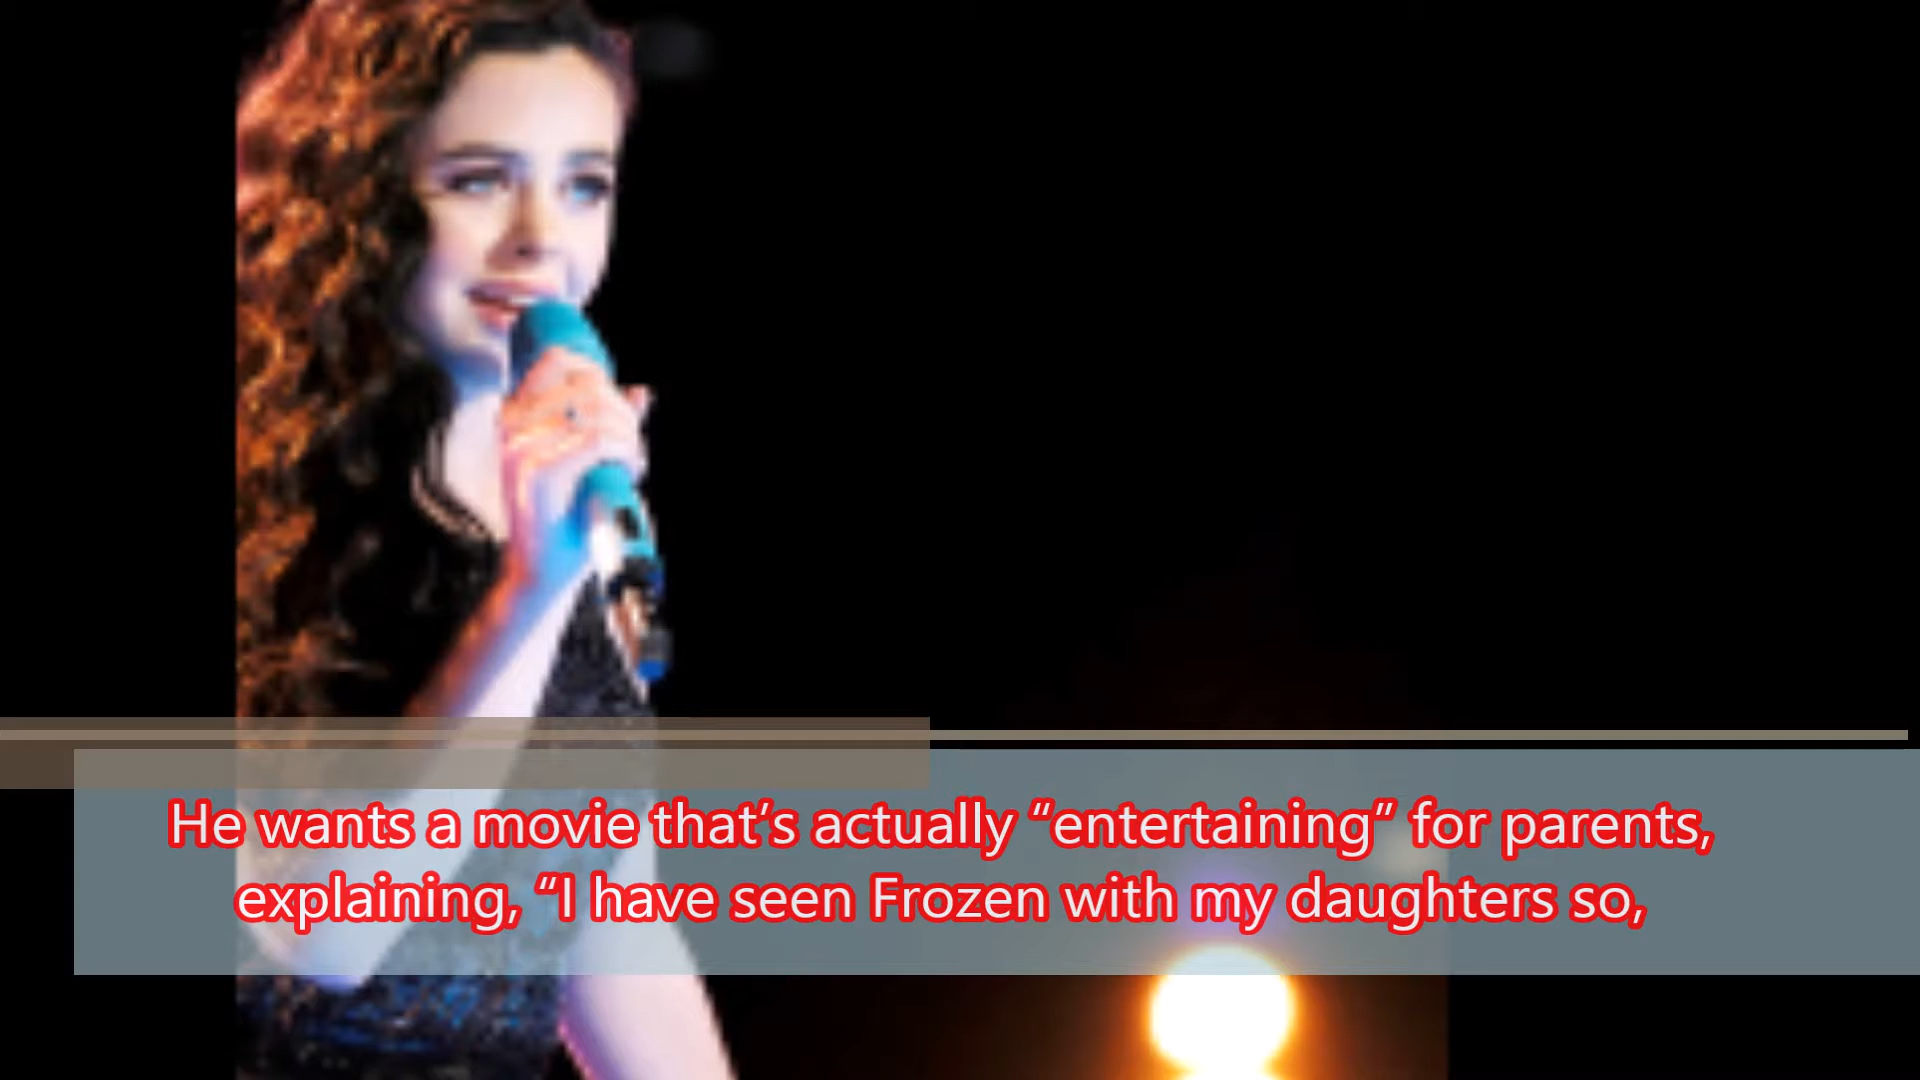 He wants a movie that’s actually “entertaining” for parents,
explaining, “I have seen Frozen with my daughters so,